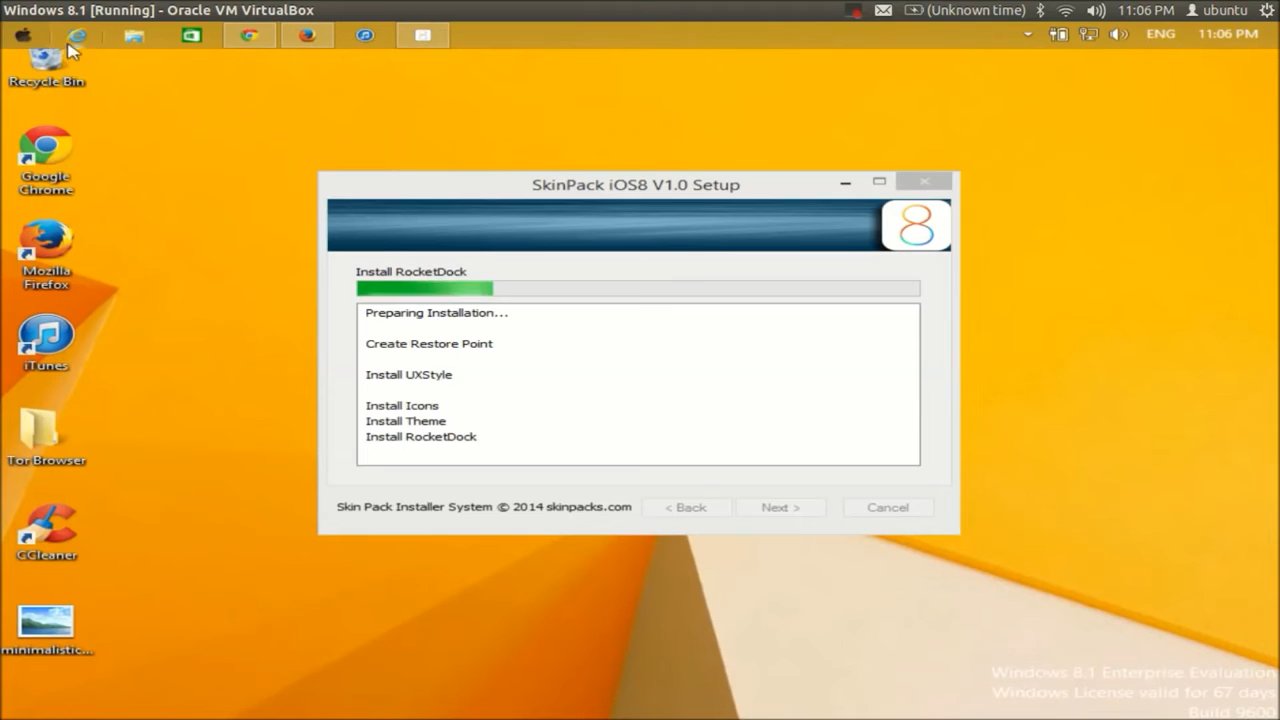 Windows 8.1 [Running] - Oracle VM VirtualBox
(Unknown time)
11:06 PM
ubuntu
ENG
11:06 PM
Recycle Bin
Google
Chrome
Mozilla
Firefox
iTunes
Tor Browser
CCleaner
minimalistic...
SkinPack iOS8 V1.0 Setup
8
Install RocketDock
Preparing Installation...
Create Restore Point
Install UXStyle
Install Icons
Install Theme
Install RocketDock
Skin Pack Installer System © 2014 skinpacks.com
< Back
Next >
Cancel
Windows 8.1 Enterprise Evaluation
Windows License valid for 67 days
Build 9600